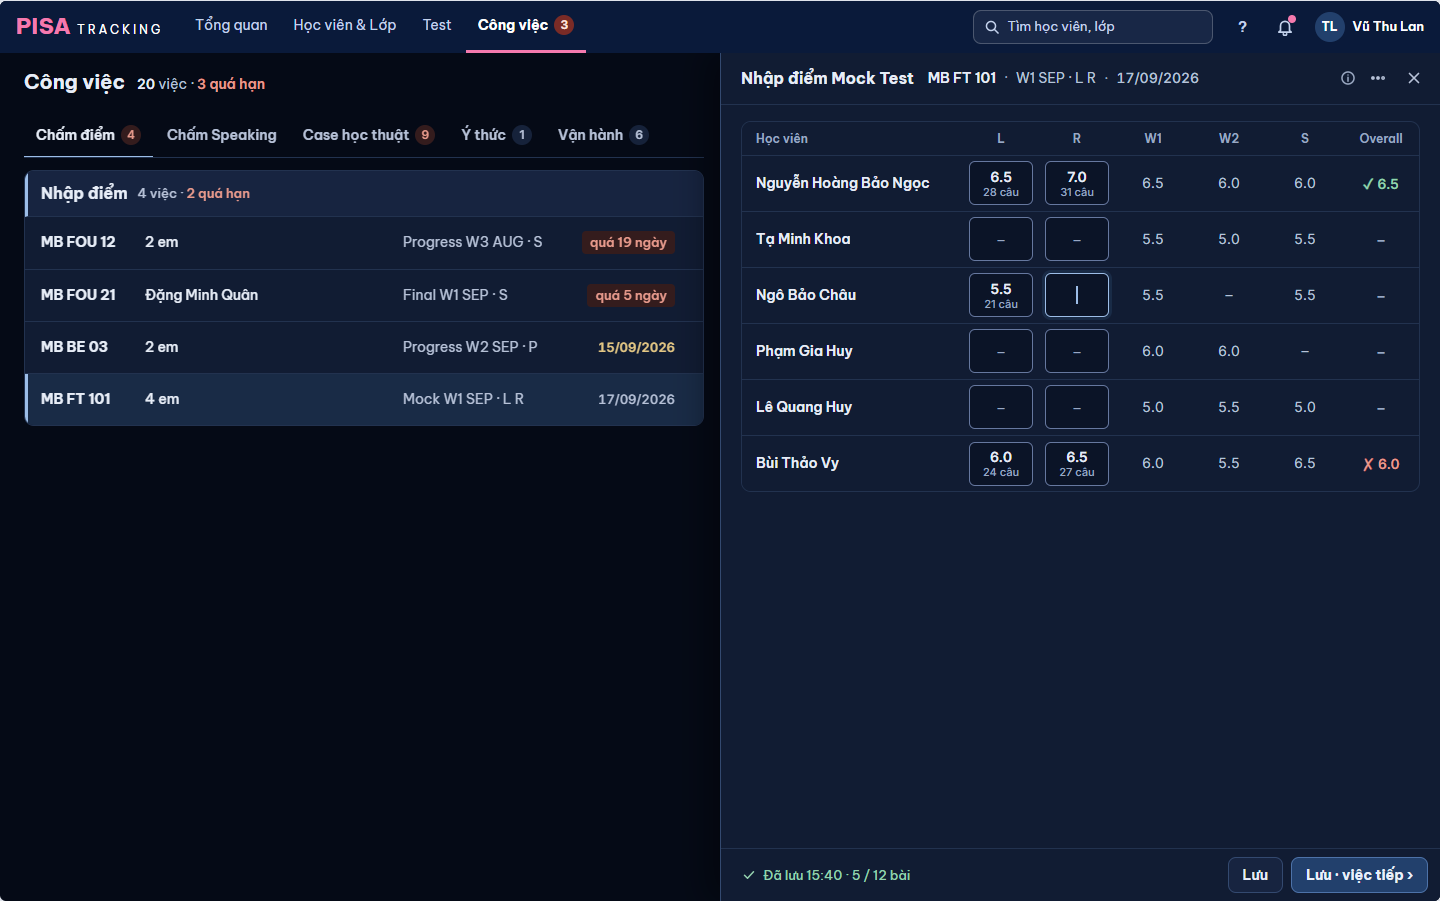 PISA TRACKING Tổng quan Học viên & Lớp Test Công việc 3 Tìm học viên, lớp ? TL Vũ Thu Lan
Công việc 20 việc · 3 quá hạn
Chấm điểm 4 Chấm Speaking Case học thuật 9 Ý thức 1 Vận hành 6
Nhập điểm 4 việc · 2 quá hạn
MB FOU 12 2 em Progress W3 AUG · S quá 19 ngày
MB FOU 21 Đặng Minh Quân Final W1 SEP · S quá 5 ngày
MB BE 03 2 em Progress W2 SEP · P 15/09/2026
MB FT 101 4 em Mock W1 SEP · L R 17/09/2026
Nhập điểm Mock Test MB FT 101 · W1 SEP · L R · 17/09/2026
Học viên L R W1 W2 S Overall
Nguyễn Hoàng Bảo Ngọc 6.5 7.0 6.5 6.0 6.0 ✓ 6.5
28 câu 31 câu
Tạ Minh Khoa – – 5.5 5.0 5.5 –
Ngô Bảo Châu 5.5 5.5 – 5.5 –
21 câu
Phạm Gia Huy – – 6.0 6.0 – –
Lê Quang Huy – – 5.0 5.5 5.0 –
Bùi Thảo Vy 6.0 6.5 6.0 5.5 6.5 ✗ 6.0
24 câu 27 câu
✓ Đã lưu 15:40 · 5 / 12 bài Lưu Lưu · việc tiếp ›